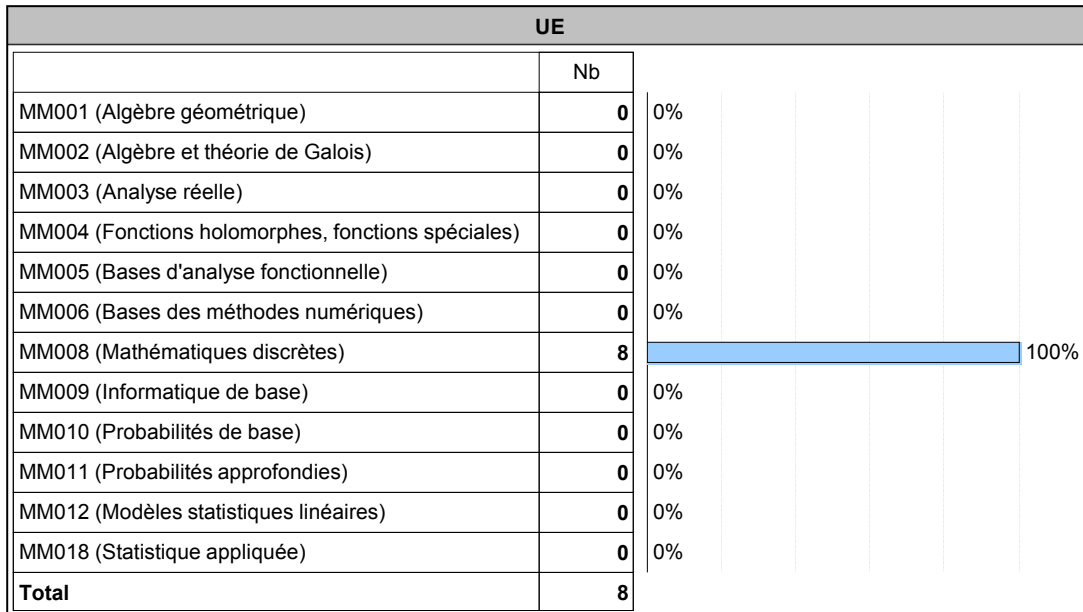 UE
Nb
MM001 (Algèbre géométrique) 0 0%
MM002 (Algèbre et théorie de Galois) 0 0%
MM003 (Analyse réelle) 0 0%
MM004 (Fonctions holomorphes, fonctions spéciales) 0 0%
MM005 (Bases d'analyse fonctionnelle) 0 0%
MM006 (Bases des méthodes numériques) 0 0%
MM008 (Mathématiques discrètes) 8 100%
MM009 (Informatique de base) 0 0%
MM010 (Probabilités de base) 0 0%
MM011 (Probabilités approfondies) 0 0%
MM012 (Modèles statistiques linéaires) 0 0%
MM018 (Statistique appliquée) 0 0%
Total 8